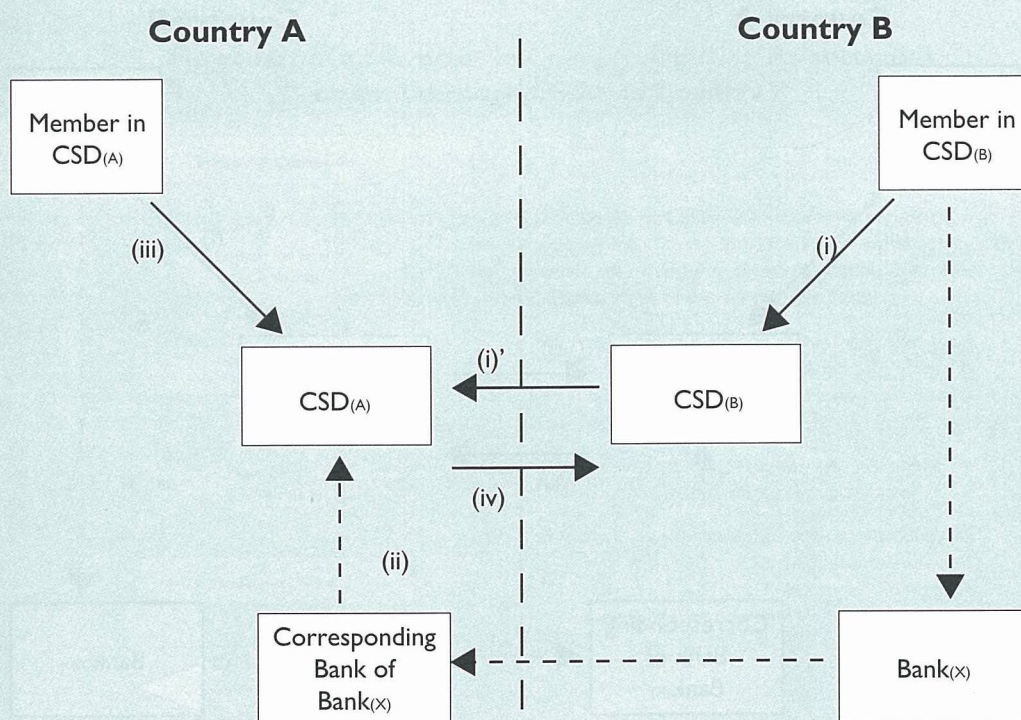 Country A
Country B
Member in
CSD(A)
Member in
CSD(B)
(iii)
(i)
(i)’
CSD(A)
CSD(B)
(iv)
(ii)
Corresponding
Bank of
Bank(X)
Bank(X)